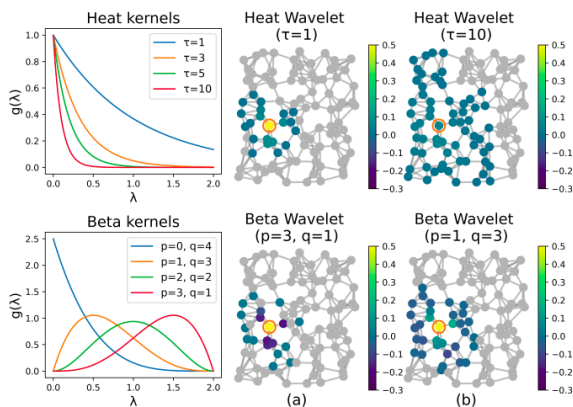 Heat kernels
1.0
0.8
0.6
0.4
0.2
0.0
g(λ)
τ=1
τ=3
τ=5
τ=10
0.0 0.5 1.0 1.5 2.0
λ
Heat Wavelet
(τ=1)
0.5
0.4
0.3
0.2
0.1
0.0
−0.1
−0.2
−0.3
Heat Wavelet
(τ=10)
0.5
0.4
0.3
0.2
0.1
0.0
−0.1
−0.2
−0.3
Beta kernels
2.5
2.0
1.5
1.0
0.5
0.0
g(λ)
p=0, q=4
p=1, q=3
p=2, q=2
p=3, q=1
0.0 0.5 1.0 1.5 2.0
λ
Beta Wavelet
(p=3, q=1)
0.5
0.4
0.3
0.2
0.1
0.0
−0.1
−0.2
−0.3
(a)
Beta Wavelet
(p=1, q=3)
0.5
0.4
0.3
0.2
0.1
0.0
−0.1
−0.2
−0.3
(b)